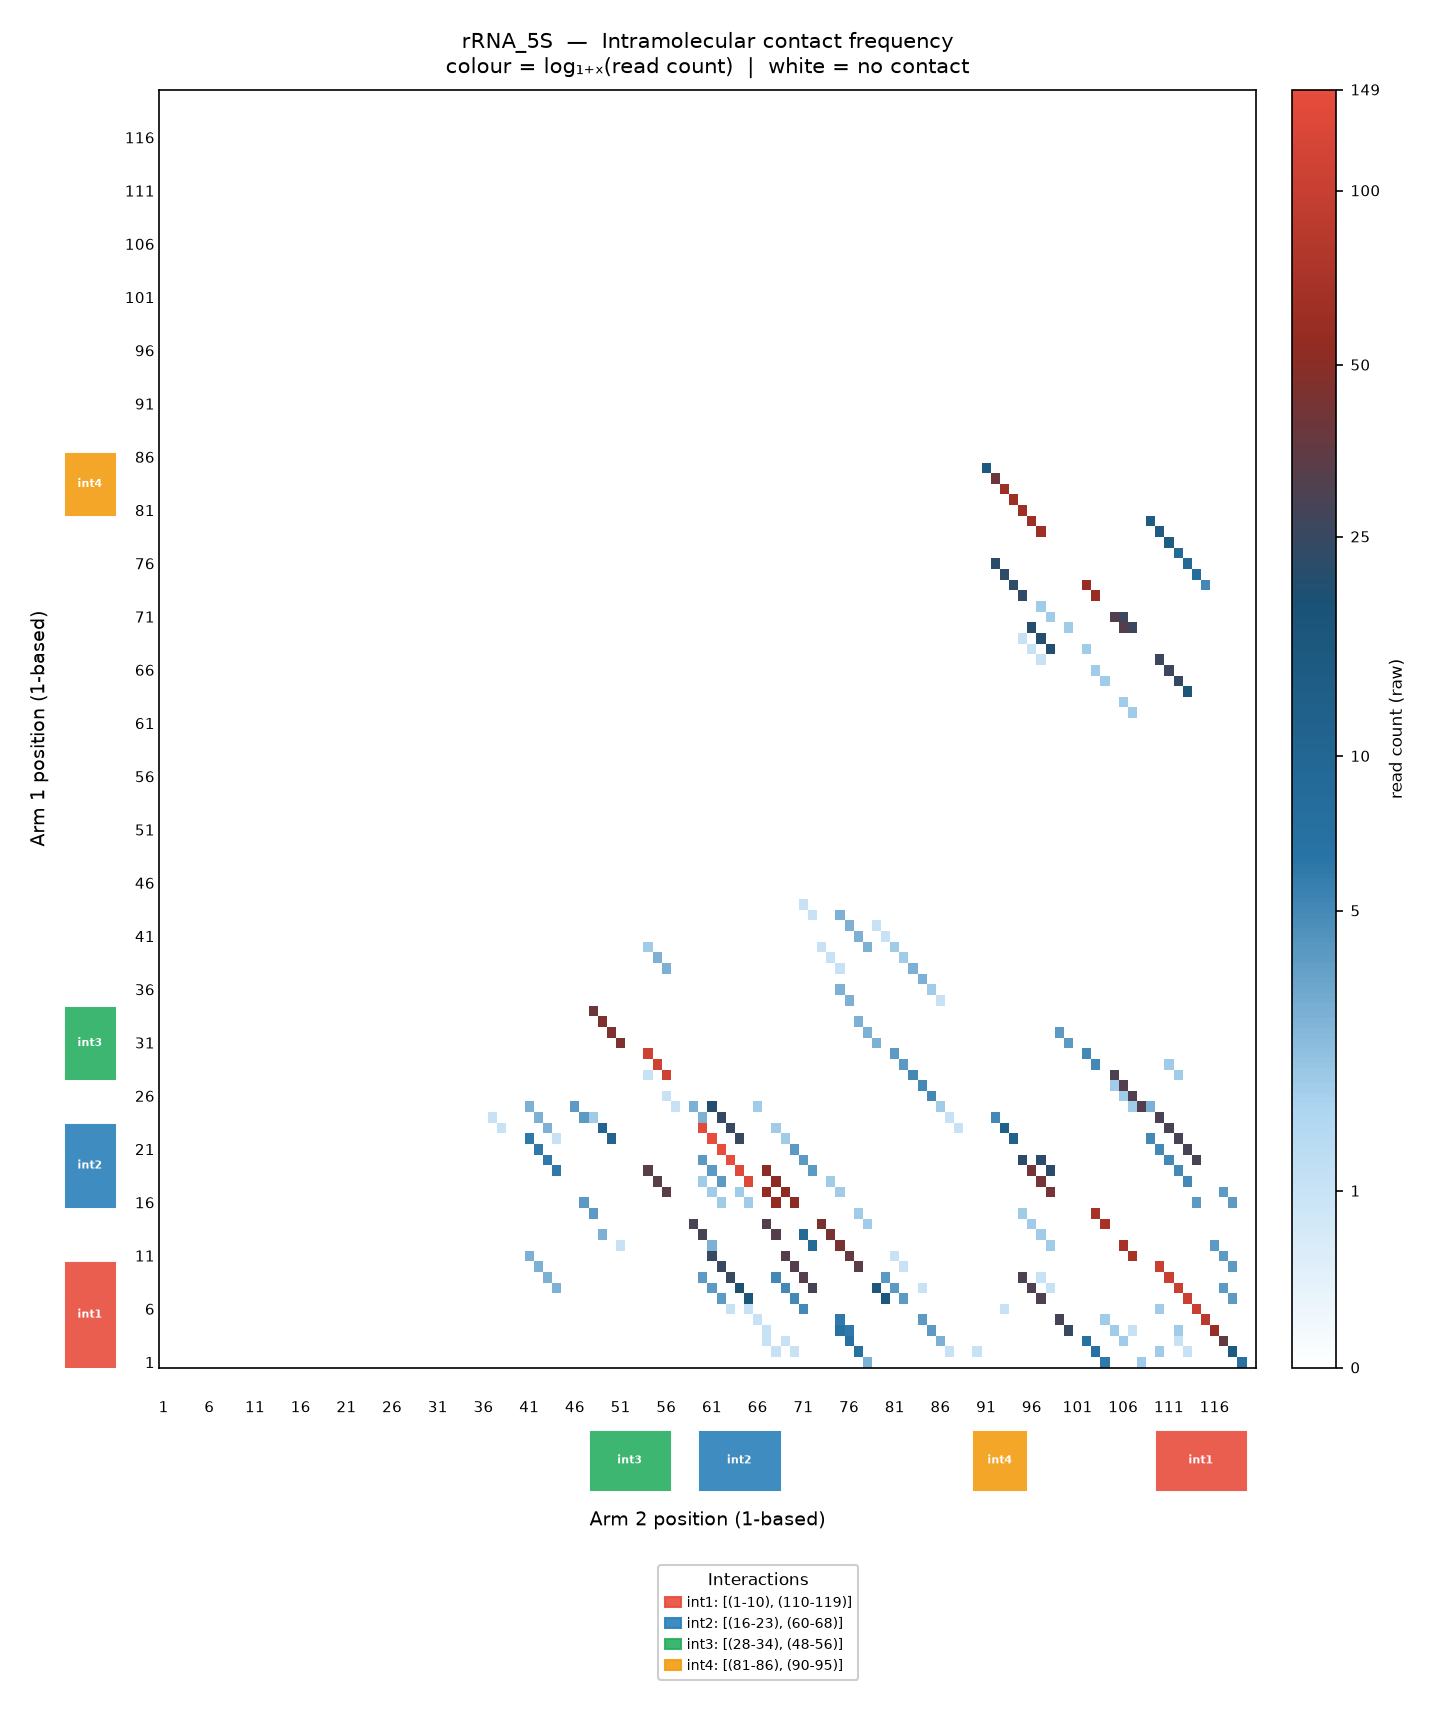 rRNA_5S — Intramolecular contact frequency
colour = log₁₊ₓ(read count) | white = no contact
116
111
106
101
96
91
86
81
76
71
66
61
56
51
46
41
36
31
26
21
16
11
6
1
Arm 1 position (1-based)
int4
int3
int2
int1
149
100
50
25
10
5
1
0
read count (raw)
1 6 11 16 21 26 31 36 41 46 51 56 61 66 71 76 81 86 91 96 101 106 111 116
int3 int2 int4 int1
Arm 2 position (1-based)
Interactions
int1: [(1-10), (110-119)]
int2: [(16-23), (60-68)]
int3: [(28-34), (48-56)]
int4: [(81-86), (90-95)]